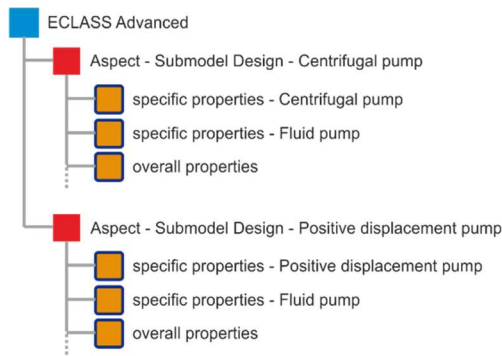 ECLASS Advanced
Aspect - Submodel Design - Centrifugal pump
specific properties - Centrifugal pump
specific properties - Fluid pump
overall properties
Aspect - Submodel Design - Positive displacement pump
specific properties - Positive displacement pump
specific properties - Fluid pump
overall properties